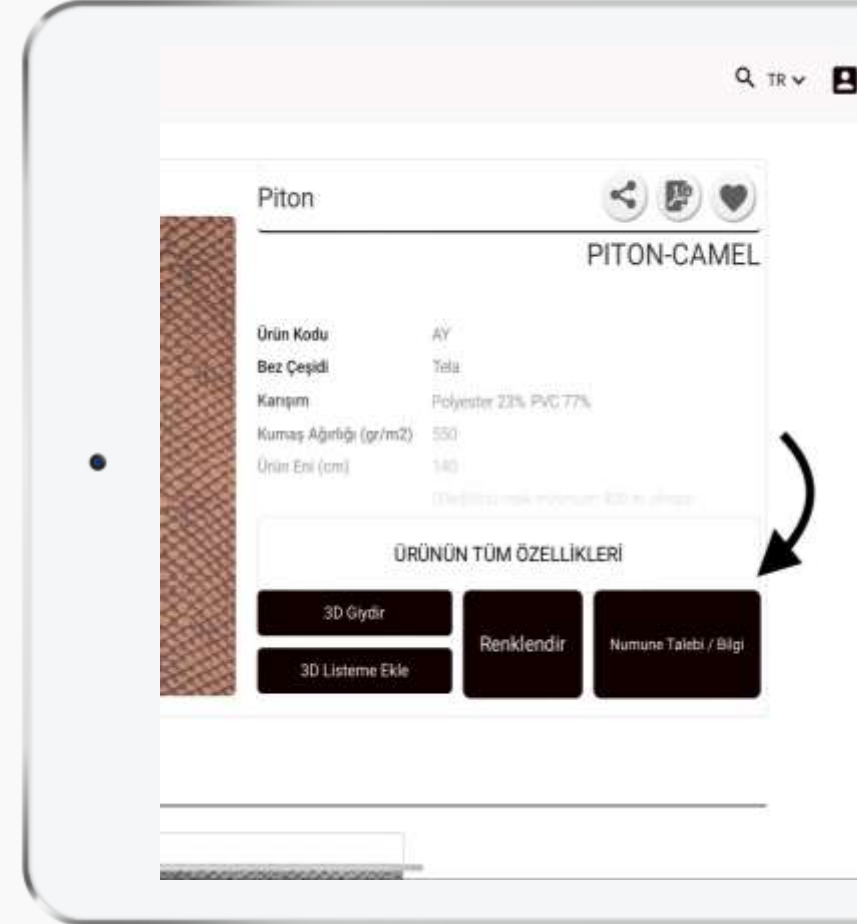 TR
Piton
PITON-CAMEL
Ürün Kodu AY
Bez Çeşidi Tela
Karışım Polyester 23% PVC 77%
Kumaş Ağırlığı (gr/m2) 550
Ürün Eni (cm) 140
ÜRÜNÜN TÜM ÖZELLİKLERİ
3D Giydir
3D Listeme Ekle
Renklendir
Numune Talebi / Bilgi